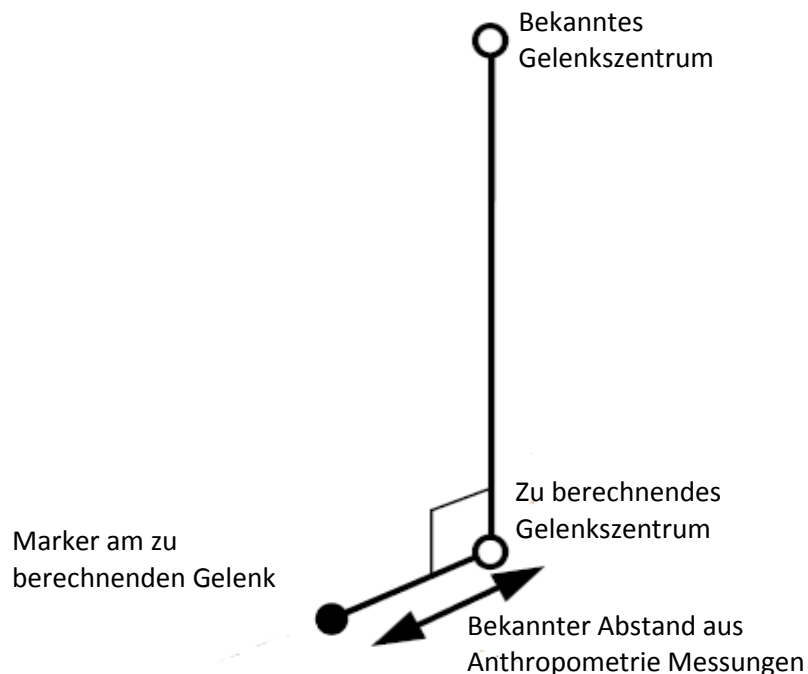 Bekanntes
Gelenkszentrum
Zu berechnendes
Gelenkszentrum
Marker am zu
berechnenden Gelenk
Bekannter Abstand aus
Anthropometrie Messungen